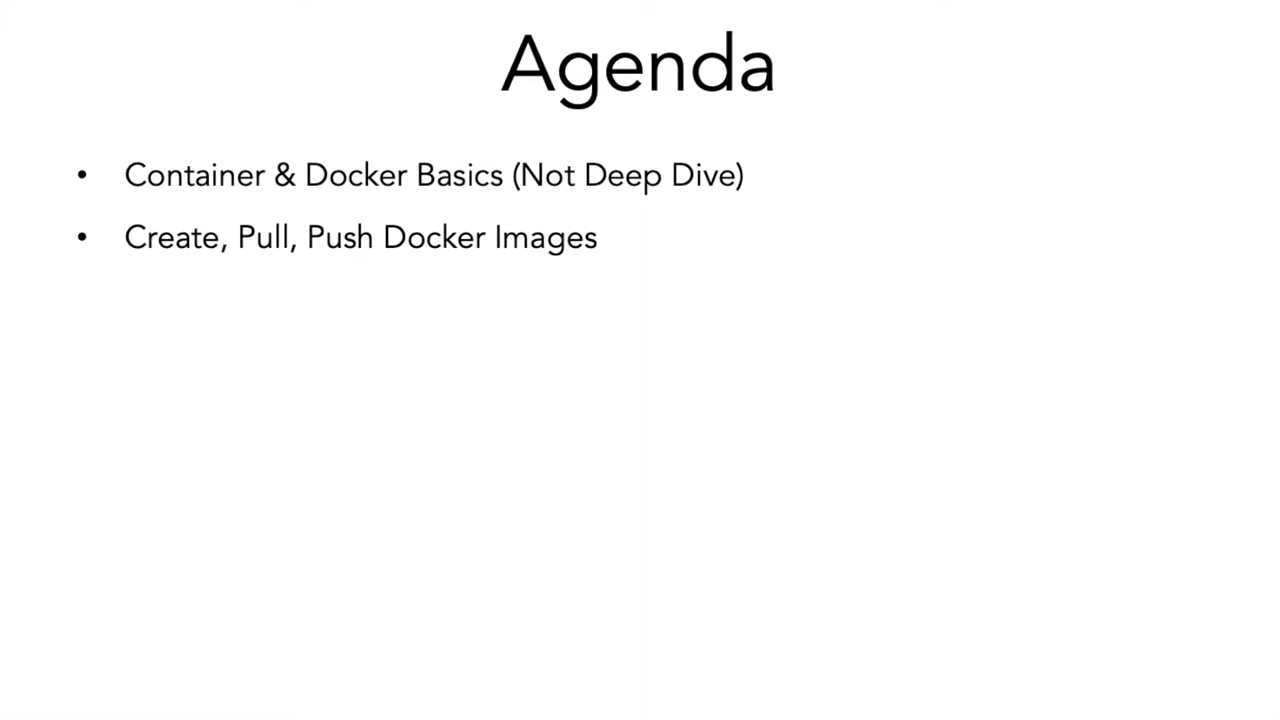 Agenda
• Container & Docker Basics (Not Deep Dive)
• Create, Pull, Push Docker Images